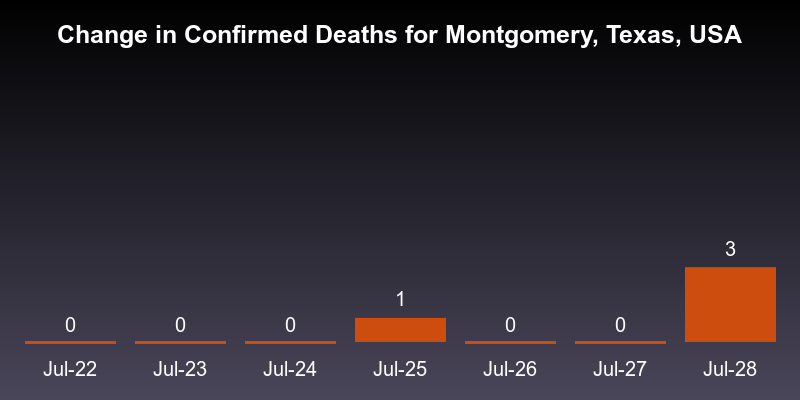 Change in Confirmed Deaths for Montgomery, Texas, USA
0 0 0 1 0 0 3
Jul-22 Jul-23 Jul-24 Jul-25 Jul-26 Jul-27 Jul-28